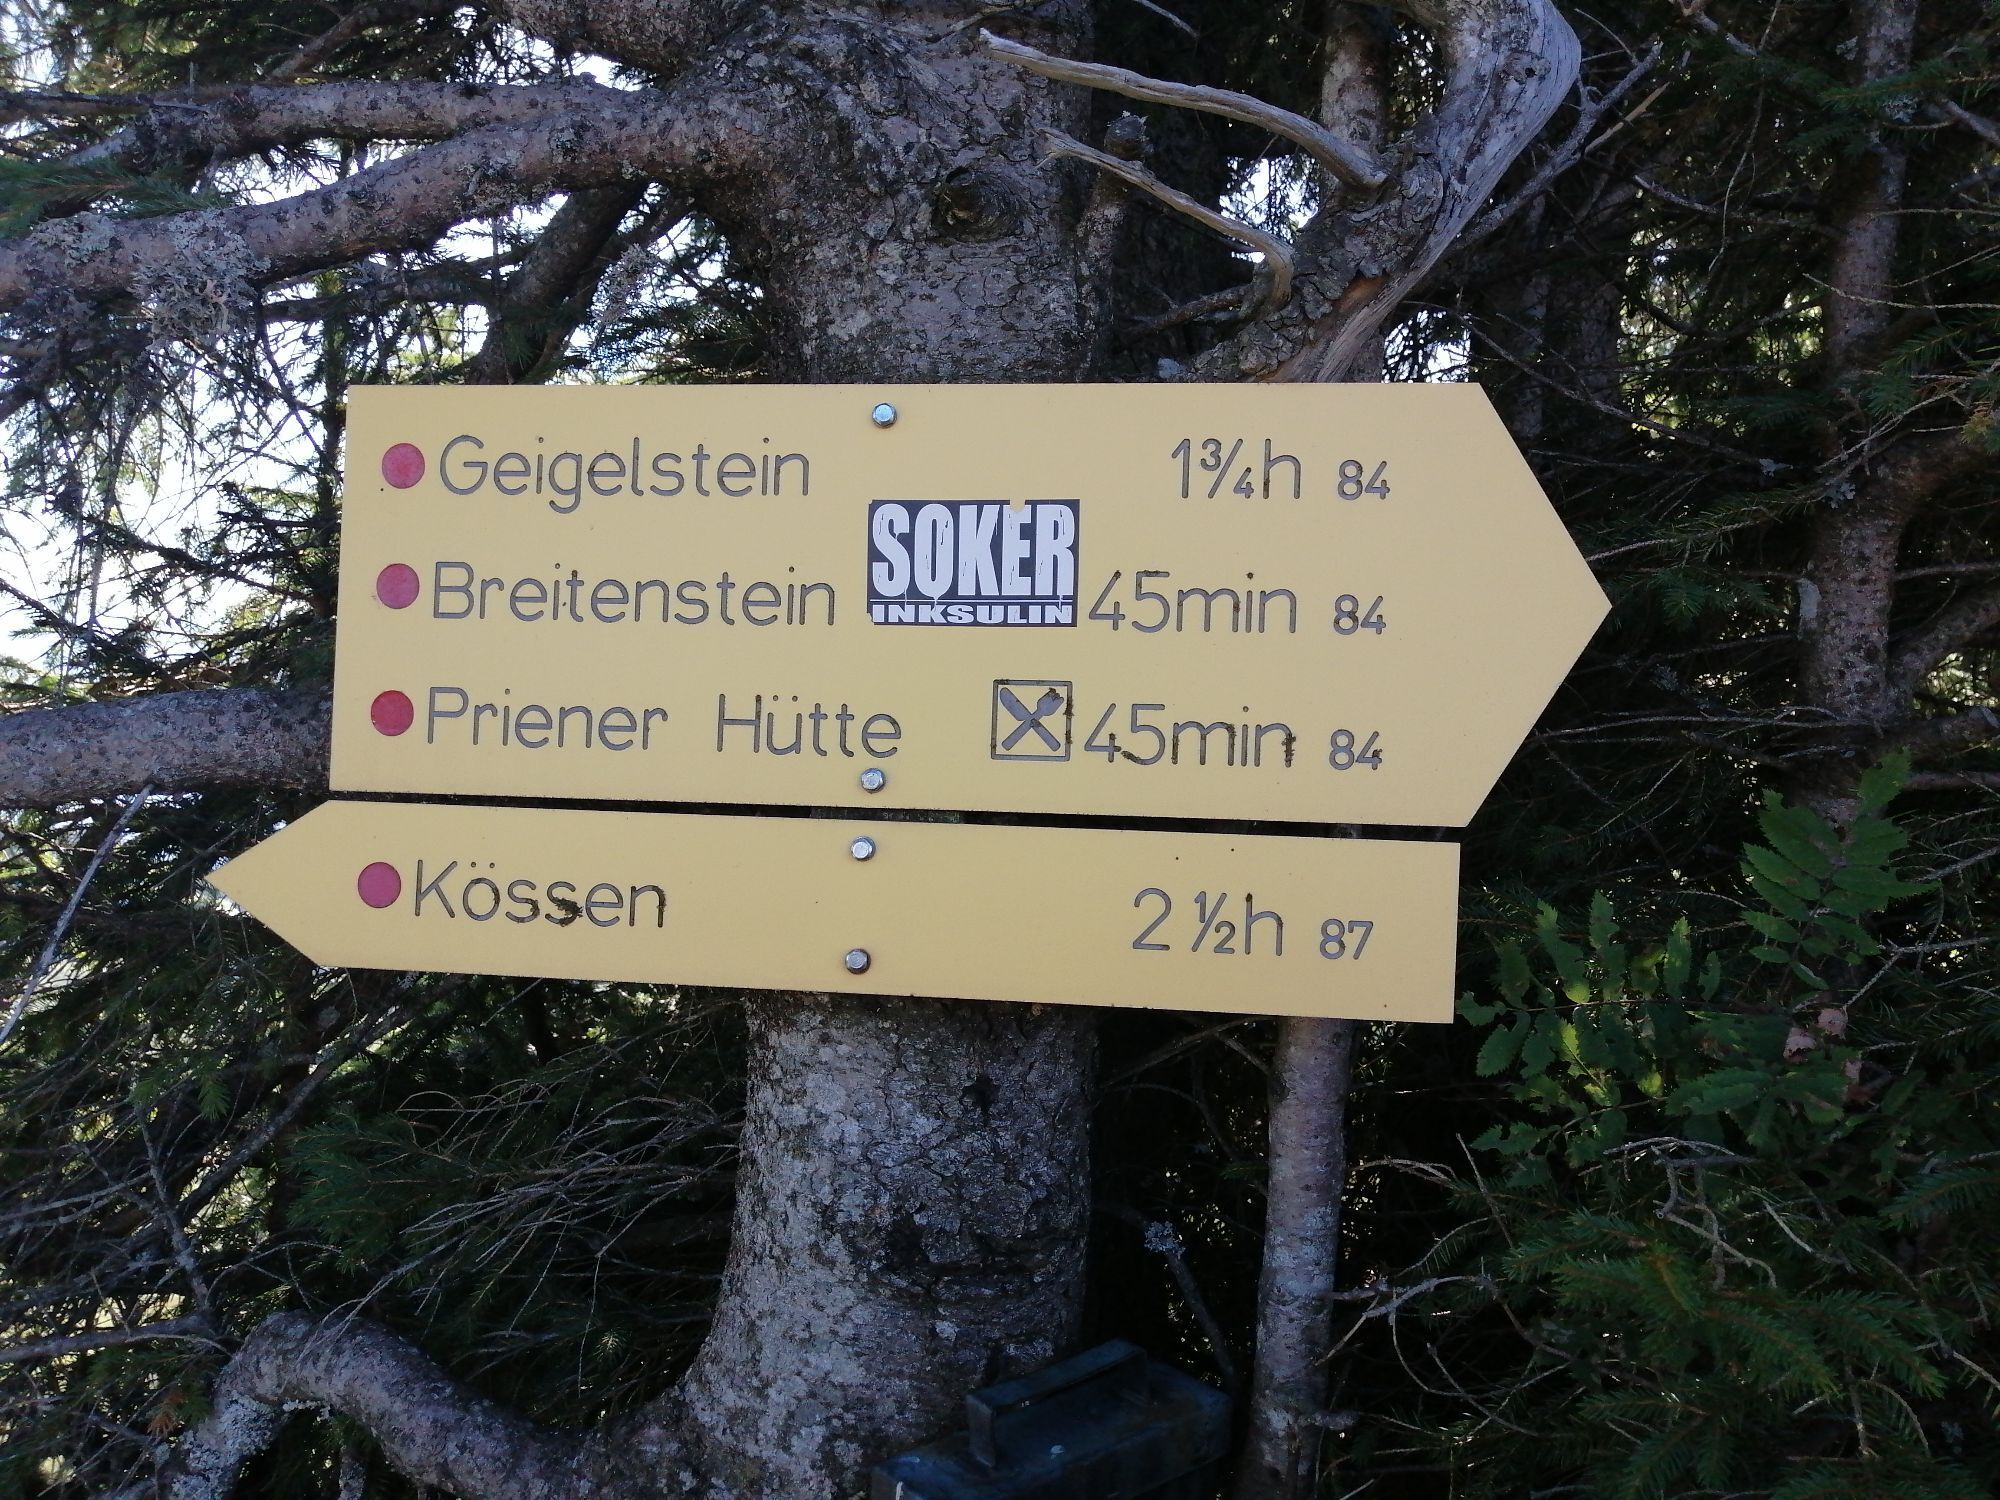 Geigelstein 1¾h 84
SOKER
INKSULIN
Breitenstein 45min 84
Priener Hütte 45min 84
Kössen 2½h 87